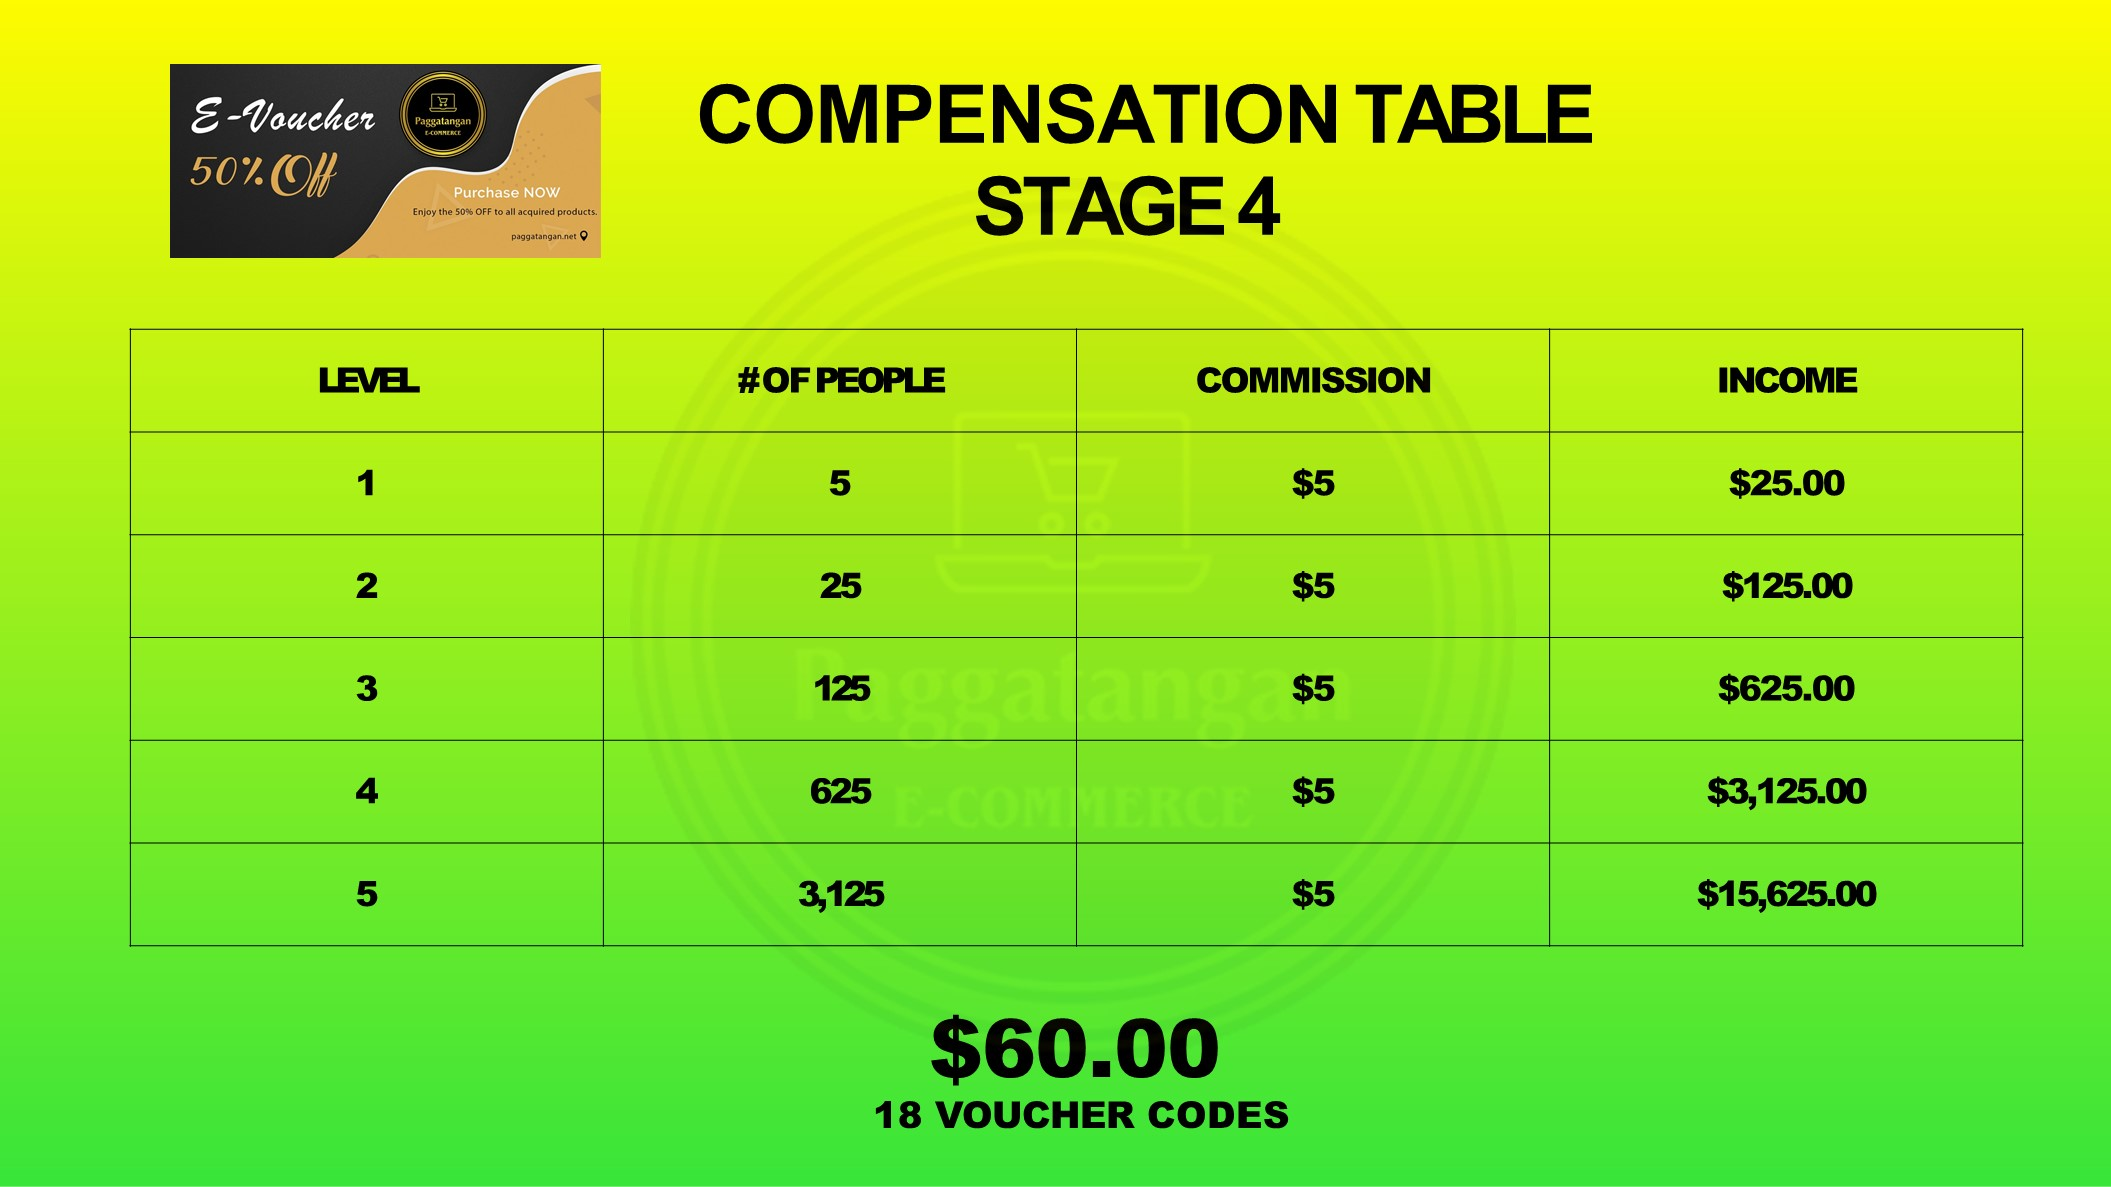 E-Voucher
50% Off
Paggatangan
E-COMMERCE
Purchase NOW
Enjoy the 50% OFF to all acquired products.
paggatangan.net
COMPENSATION TABLE
STAGE 4
LEVEL # OF PEOPLE COMMISSION INCOME
1 5 $5 $25.00
2 25 $5 $125.00
3 125 $5 $625.00
4 625 $5 $3,125.00
5 3,125 $5 $15,625.00
Paggatangan
E-COMMERCE
$60.00
18 VOUCHER CODES